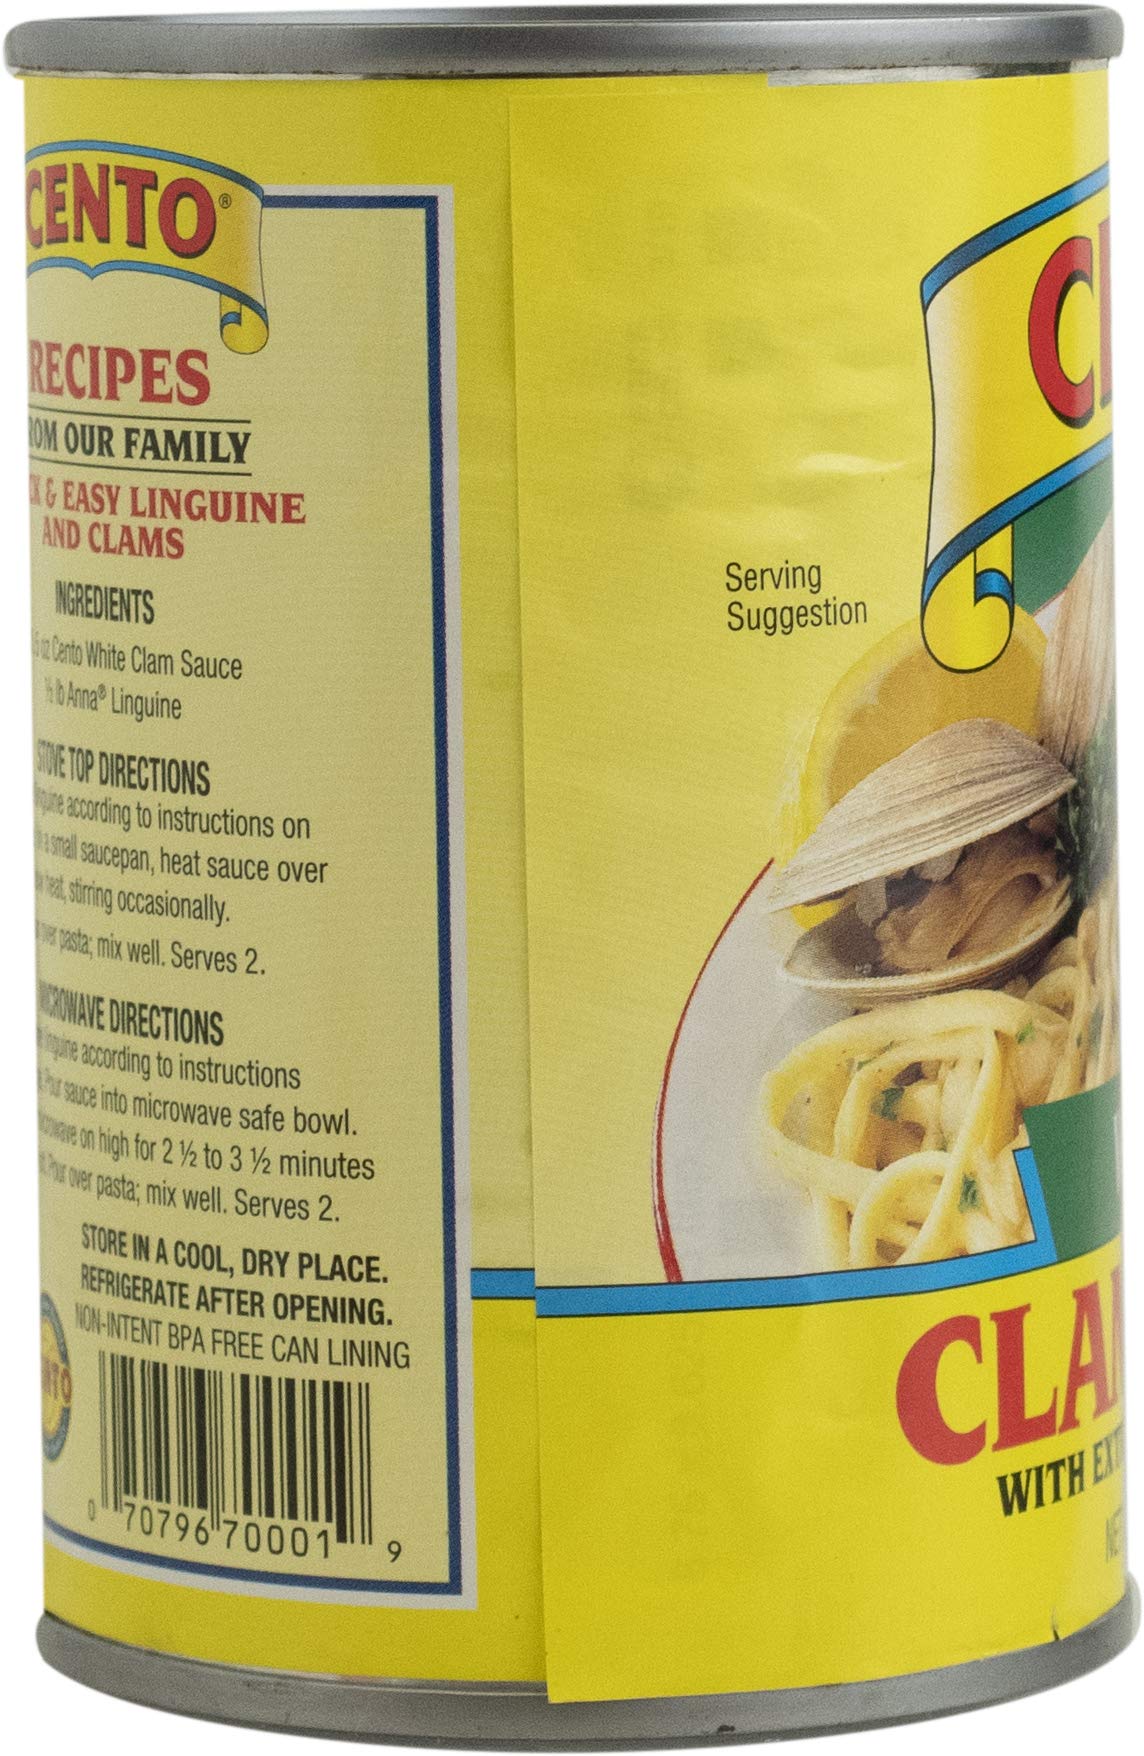 CENTO®
RECIPES
OUR FAMILY
& EASY LINGUINE
AND CLAMS
INGREDIENTS
oz Cento White Clam Sauce
½ lb Anna® Linguine
STOVE TOP DIRECTIONS
according to instructions on
a small saucepan, heat sauce over
heat, stirring occasionally.
over pasta; mix well. Serves 2.
MICROWAVE DIRECTIONS
according to instructions
Pour sauce into microwave safe bowl.
on high for 2 ½ to 3 ½ minutes
Pour over pasta; mix well. Serves 2.
STORE IN A COOL, DRY PLACE.
REFRIGERATE AFTER OPENING.
NON-INTENT BPA FREE CAN LINING
0 70796 70001 9
Serving
Suggestion
WITH